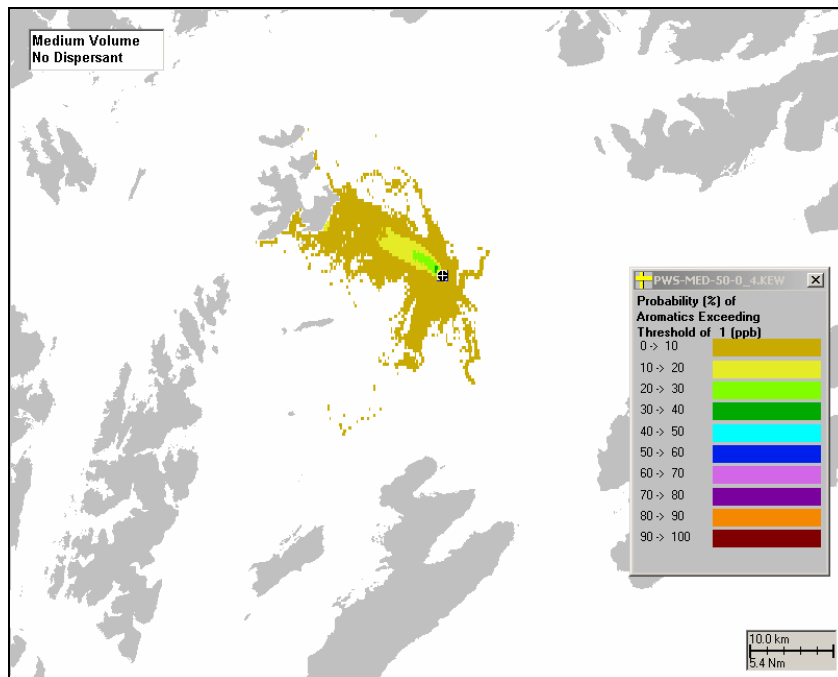 Medium Volume
No Dispersant
PWS-MED-50-0_4.KEW
Probability (%) of
Aromatics Exceeding
Threshold of 1 (ppb)
0 -> 10
10 -> 20
20 -> 30
30 -> 40
40 -> 50
50 -> 60
60 -> 70
70 -> 80
80 -> 90
90 -> 100
10.0 km
5.4 Nm